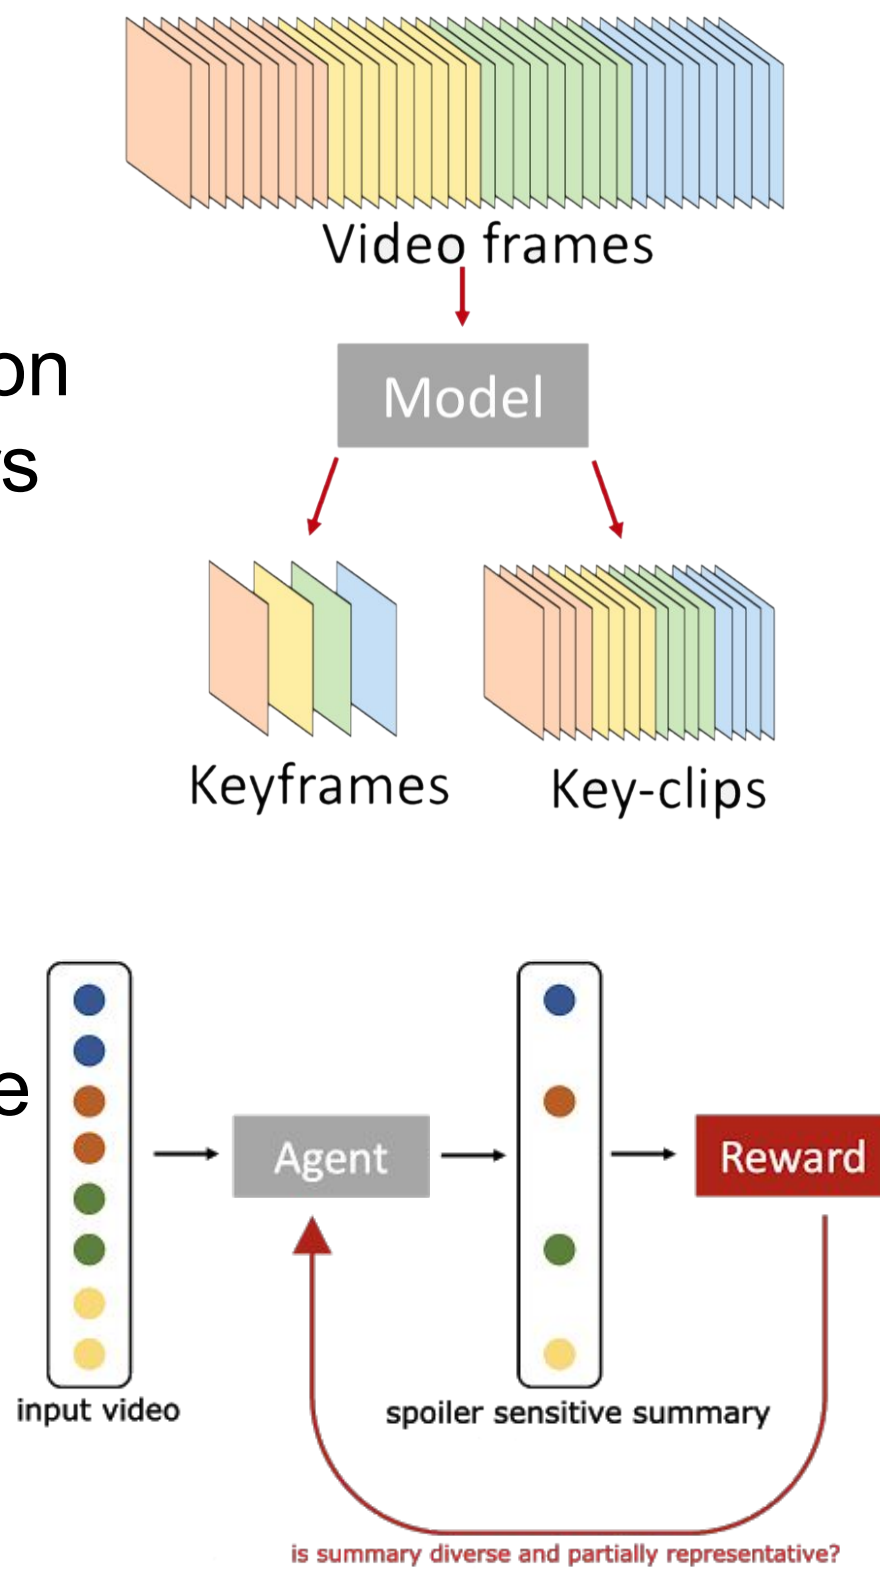 Video frames
on
Model
s
Keyframes
Key-clips
e
Agent
Reward
input video
spoiler sensitive summary
is summary diverse and partially representative?